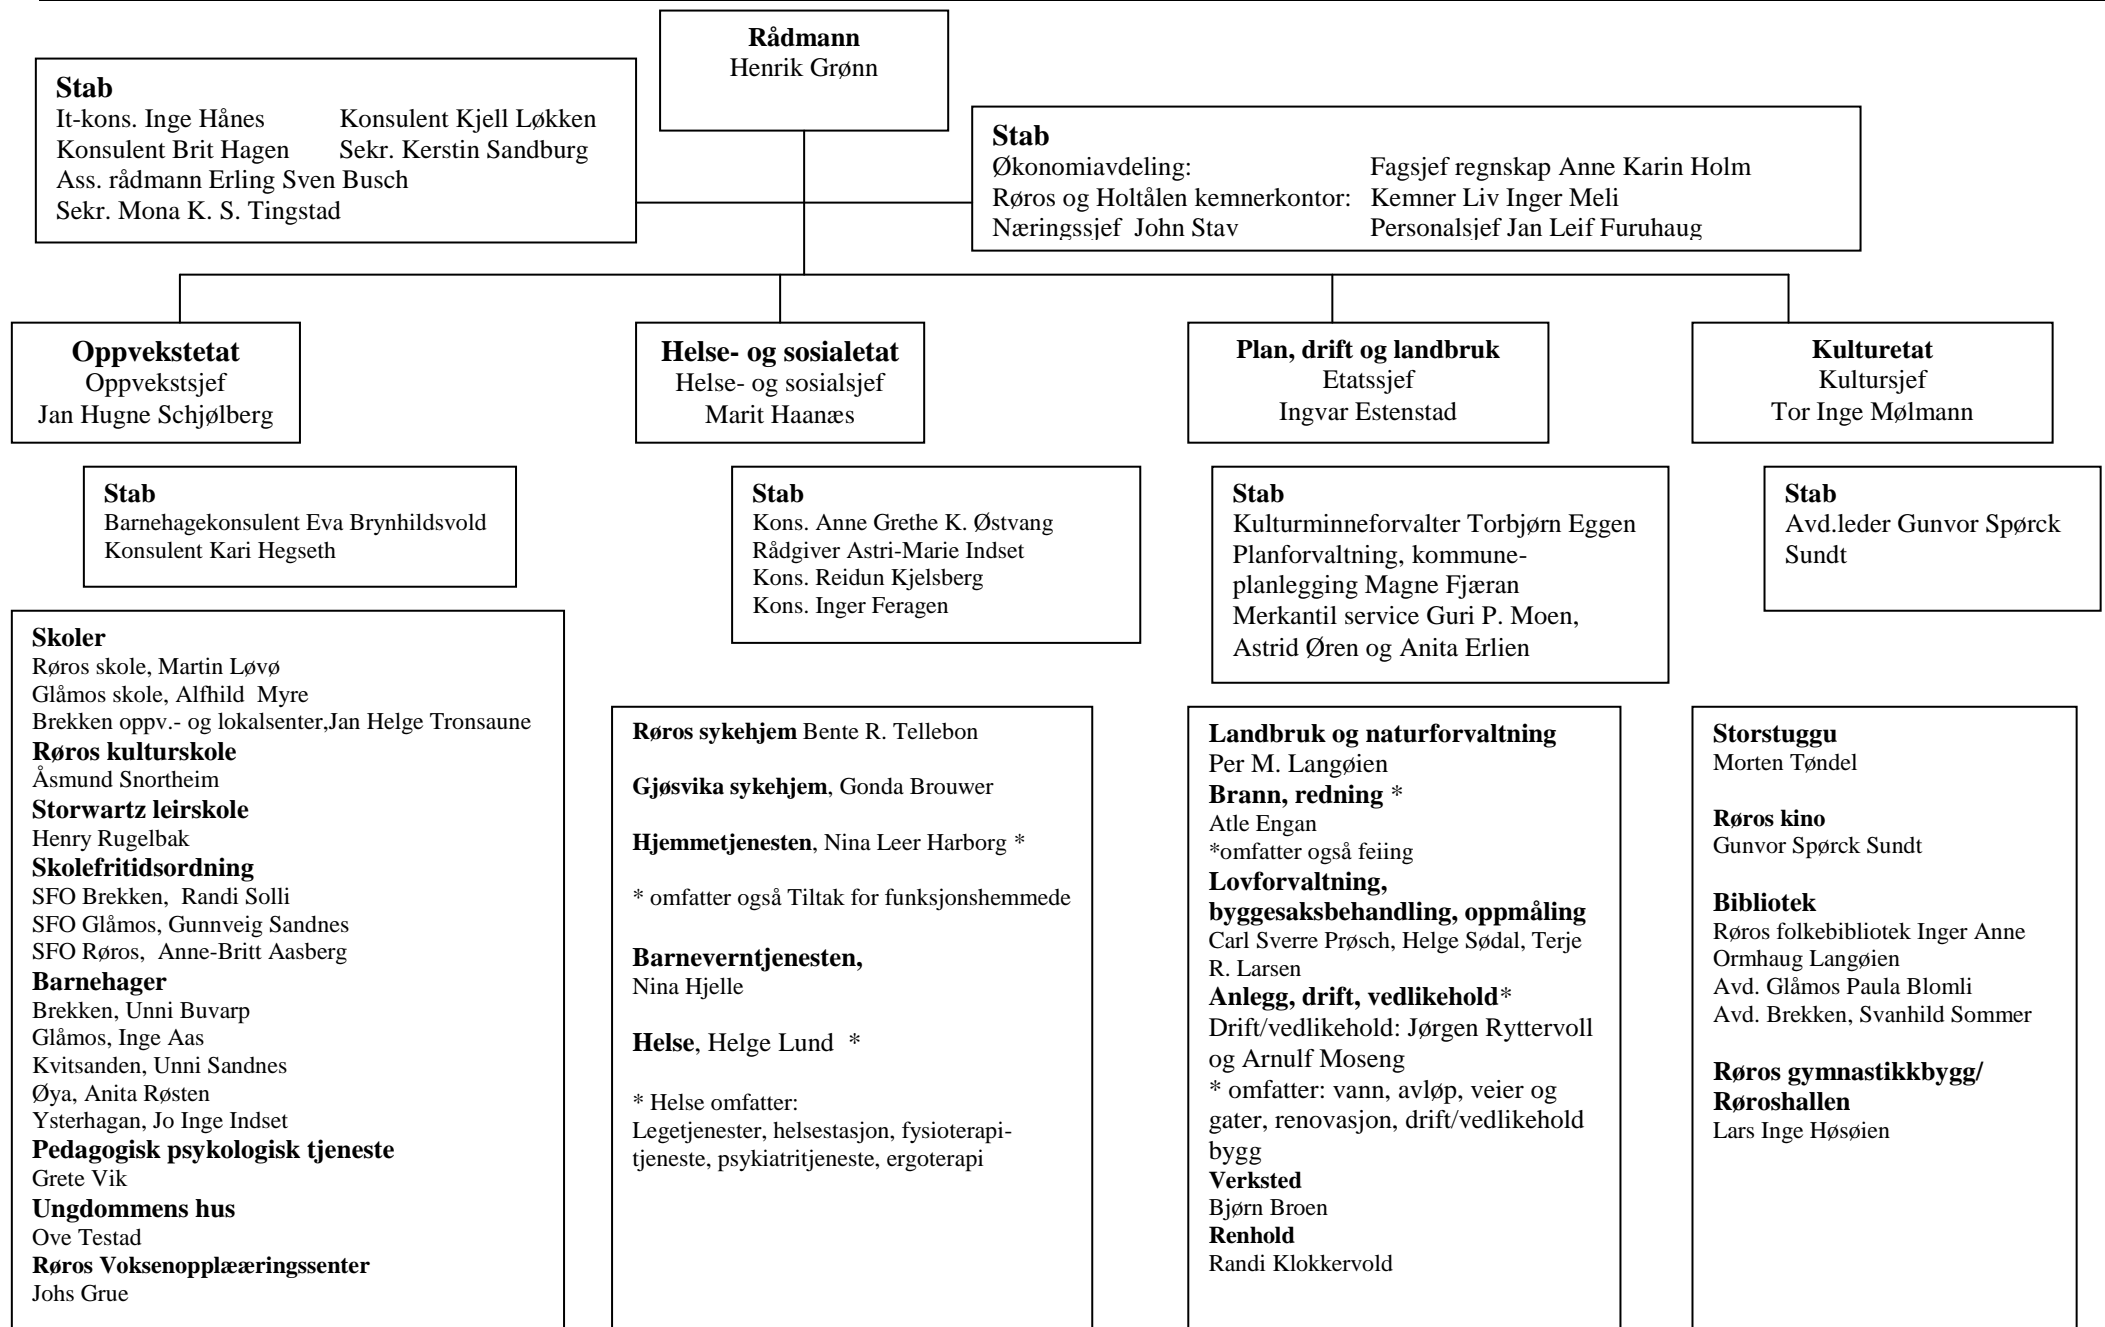 Rådmann
Henrik Grønn
Stab
It-kons. Inge Hånes Konsulent Kjell Løkken
Konsulent Brit Hagen Sekr. Kerstin Sandburg
Ass. rådmann Erling Sven Busch
Sekr. Mona K. S. Tingstad
Stab
Økonomiavdeling: Fagsjef regnskap Anne Karin Holm
Røros og Holtålen kemnerkontor: Kemner Liv Inger Meli
Næringssjef John Stav Personalsjef Jan Leif Furuhaug
Oppvekstetat
Oppvekstsjef
Jan Hugne Schjølberg
Helse- og sosialetat
Helse- og sosialsjef
Marit Haanæs
Plan, drift og landbruk
Etatssjef
Ingvar Estenstad
Kulturetat
Kultursjef
Tor Inge Mølmann
Stab
Barnehagekonsulent Eva Brynhildsvold
Konsulent Kari Hegseth
Stab
Kons. Anne Grethe K. Østvang
Rådgiver Astri-Marie Indset
Kons. Reidun Kjelsberg
Kons. Inger Feragen
Stab
Kulturminneforvalter Torbjørn Eggen
Planforvaltning, kommune-
planlegging Magne Fjæran
Merkantil service Guri P. Moen,
Astrid Øren og Anita Erlien
Stab
Avd.leder Gunvor Spørck
Sundt
Skoler
Røros skole, Martin Løvø
Glåmos skole, Alfhild Myre
Brekken oppv.- og lokalsenter,Jan Helge Tronsaune
Røros kulturskole
Åsmund Snortheim
Storwartz leirskole
Henry Rugelbak
Skolefritidsordning
SFO Brekken, Randi Solli
SFO Glåmos, Gunnveig Sandnes
SFO Røros, Anne-Britt Aasberg
Barnehager
Brekken, Unni Buvarp
Glåmos, Inge Aas
Kvitsanden, Unni Sandnes
Øya, Anita Røsten
Ysterhagan, Jo Inge Indset
Pedagogisk psykologisk tjeneste
Grete Vik
Ungdommens hus
Ove Testad
Røros Voksenopplææringssenter
Johs Grue
Røros sykehjem Bente R. Tellebon
Gjøsvika sykehjem, Gonda Brouwer
Hjemmetjenesten, Nina Leer Harborg *
* omfatter også Tiltak for funksjonshemmede
Barneverntjenesten,
Nina Hjelle
Helse, Helge Lund *
* Helse omfatter:
Legetjenester, helsestasjon, fysioterapi-
tjeneste, psykiatritjeneste, ergoterapi
Landbruk og naturforvaltning
Per M. Langøien
Brann, redning *
Atle Engan
*omfatter også feiing
Lovforvaltning,
byggesaksbehandling, oppmåling
Carl Sverre Prøsch, Helge Sødal, Terje
R. Larsen
Anlegg, drift, vedlikehold*
Drift/vedlikehold: Jørgen Ryttervoll
og Arnulf Moseng
* omfatter: vann, avløp, veier og
gater, renovasjon, drift/vedlikehold
bygg
Verksted
Bjørn Broen
Renhold
Randi Klokkervold
Storstuggu
Morten Tøndel
Røros kino
Gunvor Spørck Sundt
Bibliotek
Røros folkebibliotek Inger Anne
Ormhaug Langøien
Avd. Glåmos Paula Blomli
Avd. Brekken, Svanhild Sommer
Røros gymnastikkbygg/
Røroshallen
Lars Inge Høsøien